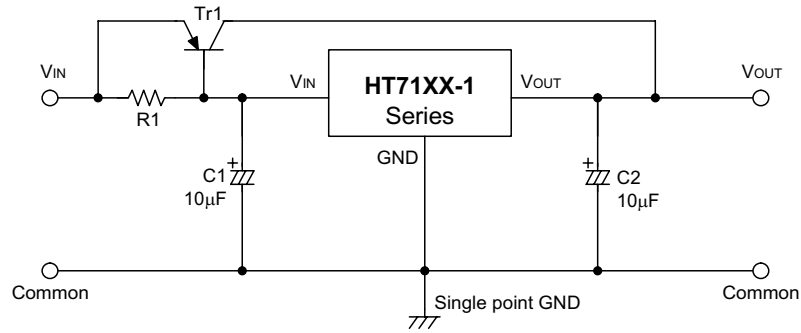 Tr1
VIN
R1
VIN
HT71XX-1
Series
VOUT
VOUT
GND
+
C1
10μF
+
C2
10μF
Common
Single point GND
Common